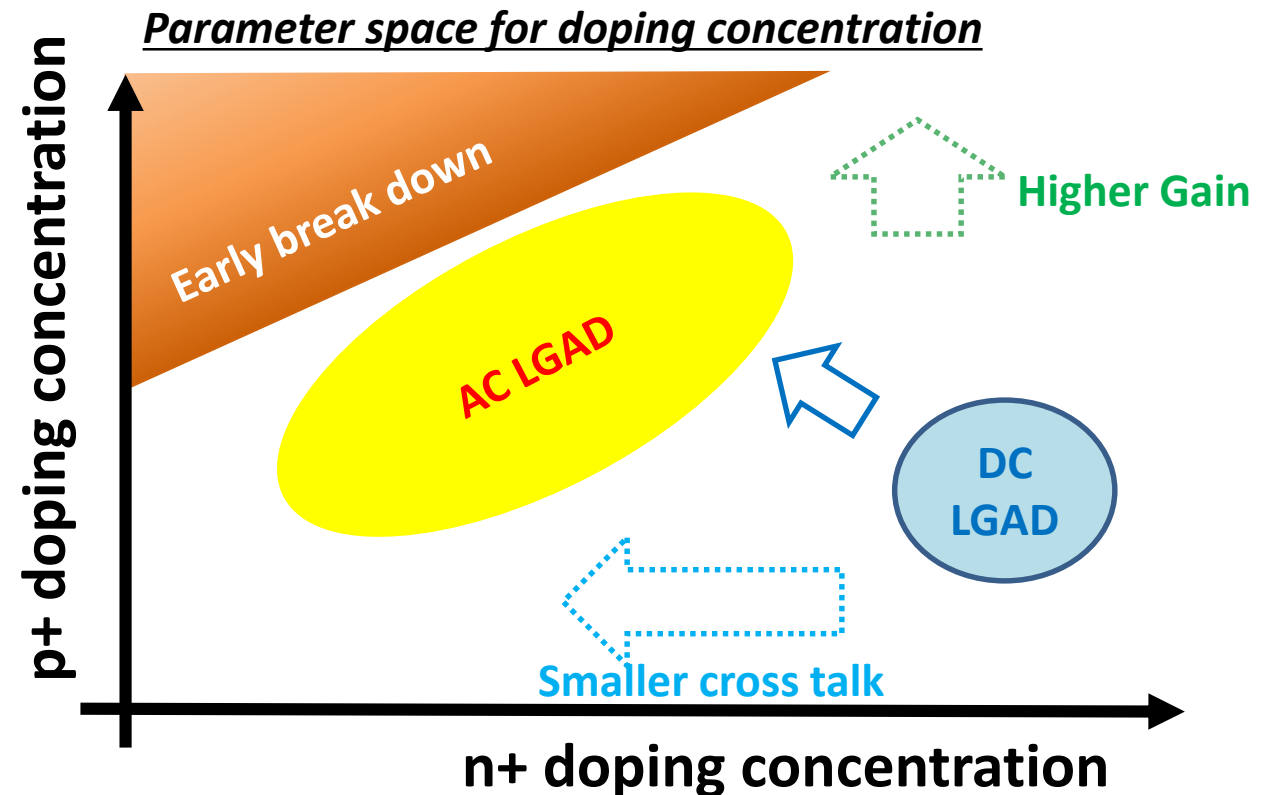 Parameter space for doping concentration
p+ doping concentration
Early break down
Higher Gain
AC LGAD
DC
LGAD
Smaller cross talk
n+ doping concentration